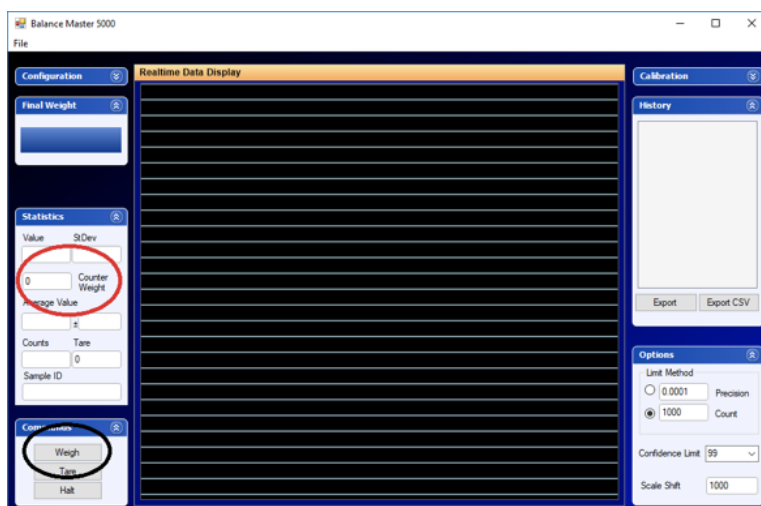 Balance Master 5000
File
Configuration
Final Weight
Statistics
Value StDev
0 Counter
Weight
Average Value
±
Counts Tare
0
Sample ID
Commands
Weigh
Tare
Halt
Realtime Data Display
Calibration
History
Export Export CSV
Options
Limit Method
0.0001 Precision
1000 Count
Confidence Limit 99
Scale Shift 1000